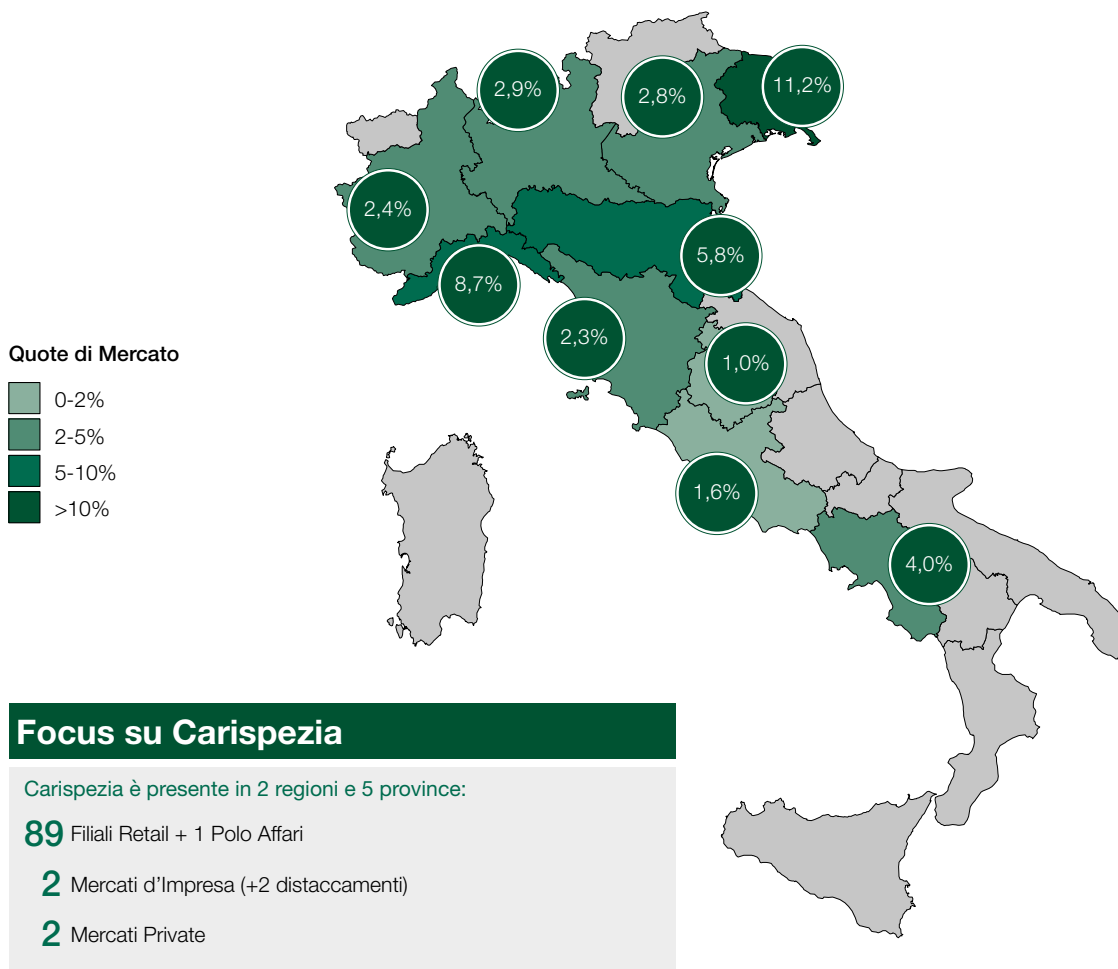 2,9%
2,8%
11,2%
2,4%
5,8%
8,7%
2,3%
1,0%
1,6%
4,0%
Quote di Mercato
0-2%
2-5%
5-10%
>10%
Focus su Carispezia
Carispezia è presente in 2 regioni e 5 province:
89 Filiali Retail + 1 Polo Affari
2 Mercati d'Impresa (+2 distaccamenti)
2 Mercati Private